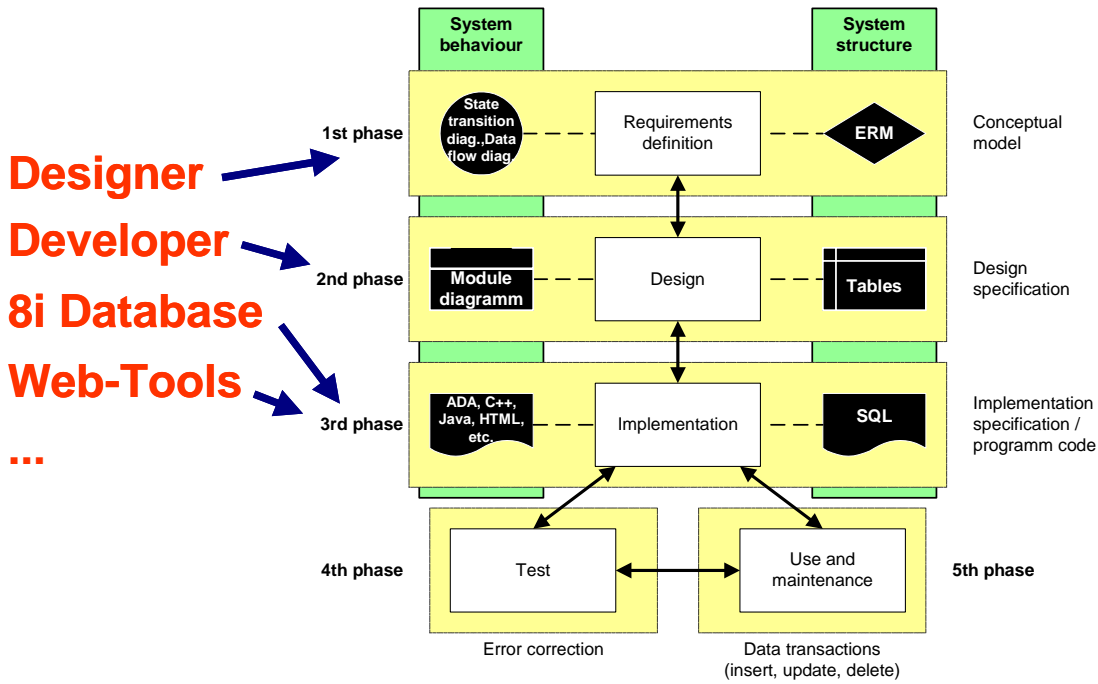 System
behaviour
System
structure
1st phase
State
transition
diag.,Data
flow diag.
Requirements
definition
ERM
Conceptual
model
Designer
Developer
8i Database
Web-Tools
...
2nd phase
Module
diagramm
Design
Tables
Design
specification
3rd phase
ADA, C++,
Java, HTML,
etc.
Implementation
SQL
Implementation
specification /
programm code
4th phase
Test
Use and
maintenance
5th phase
Error correction
Data transactions
(insert, update, delete)